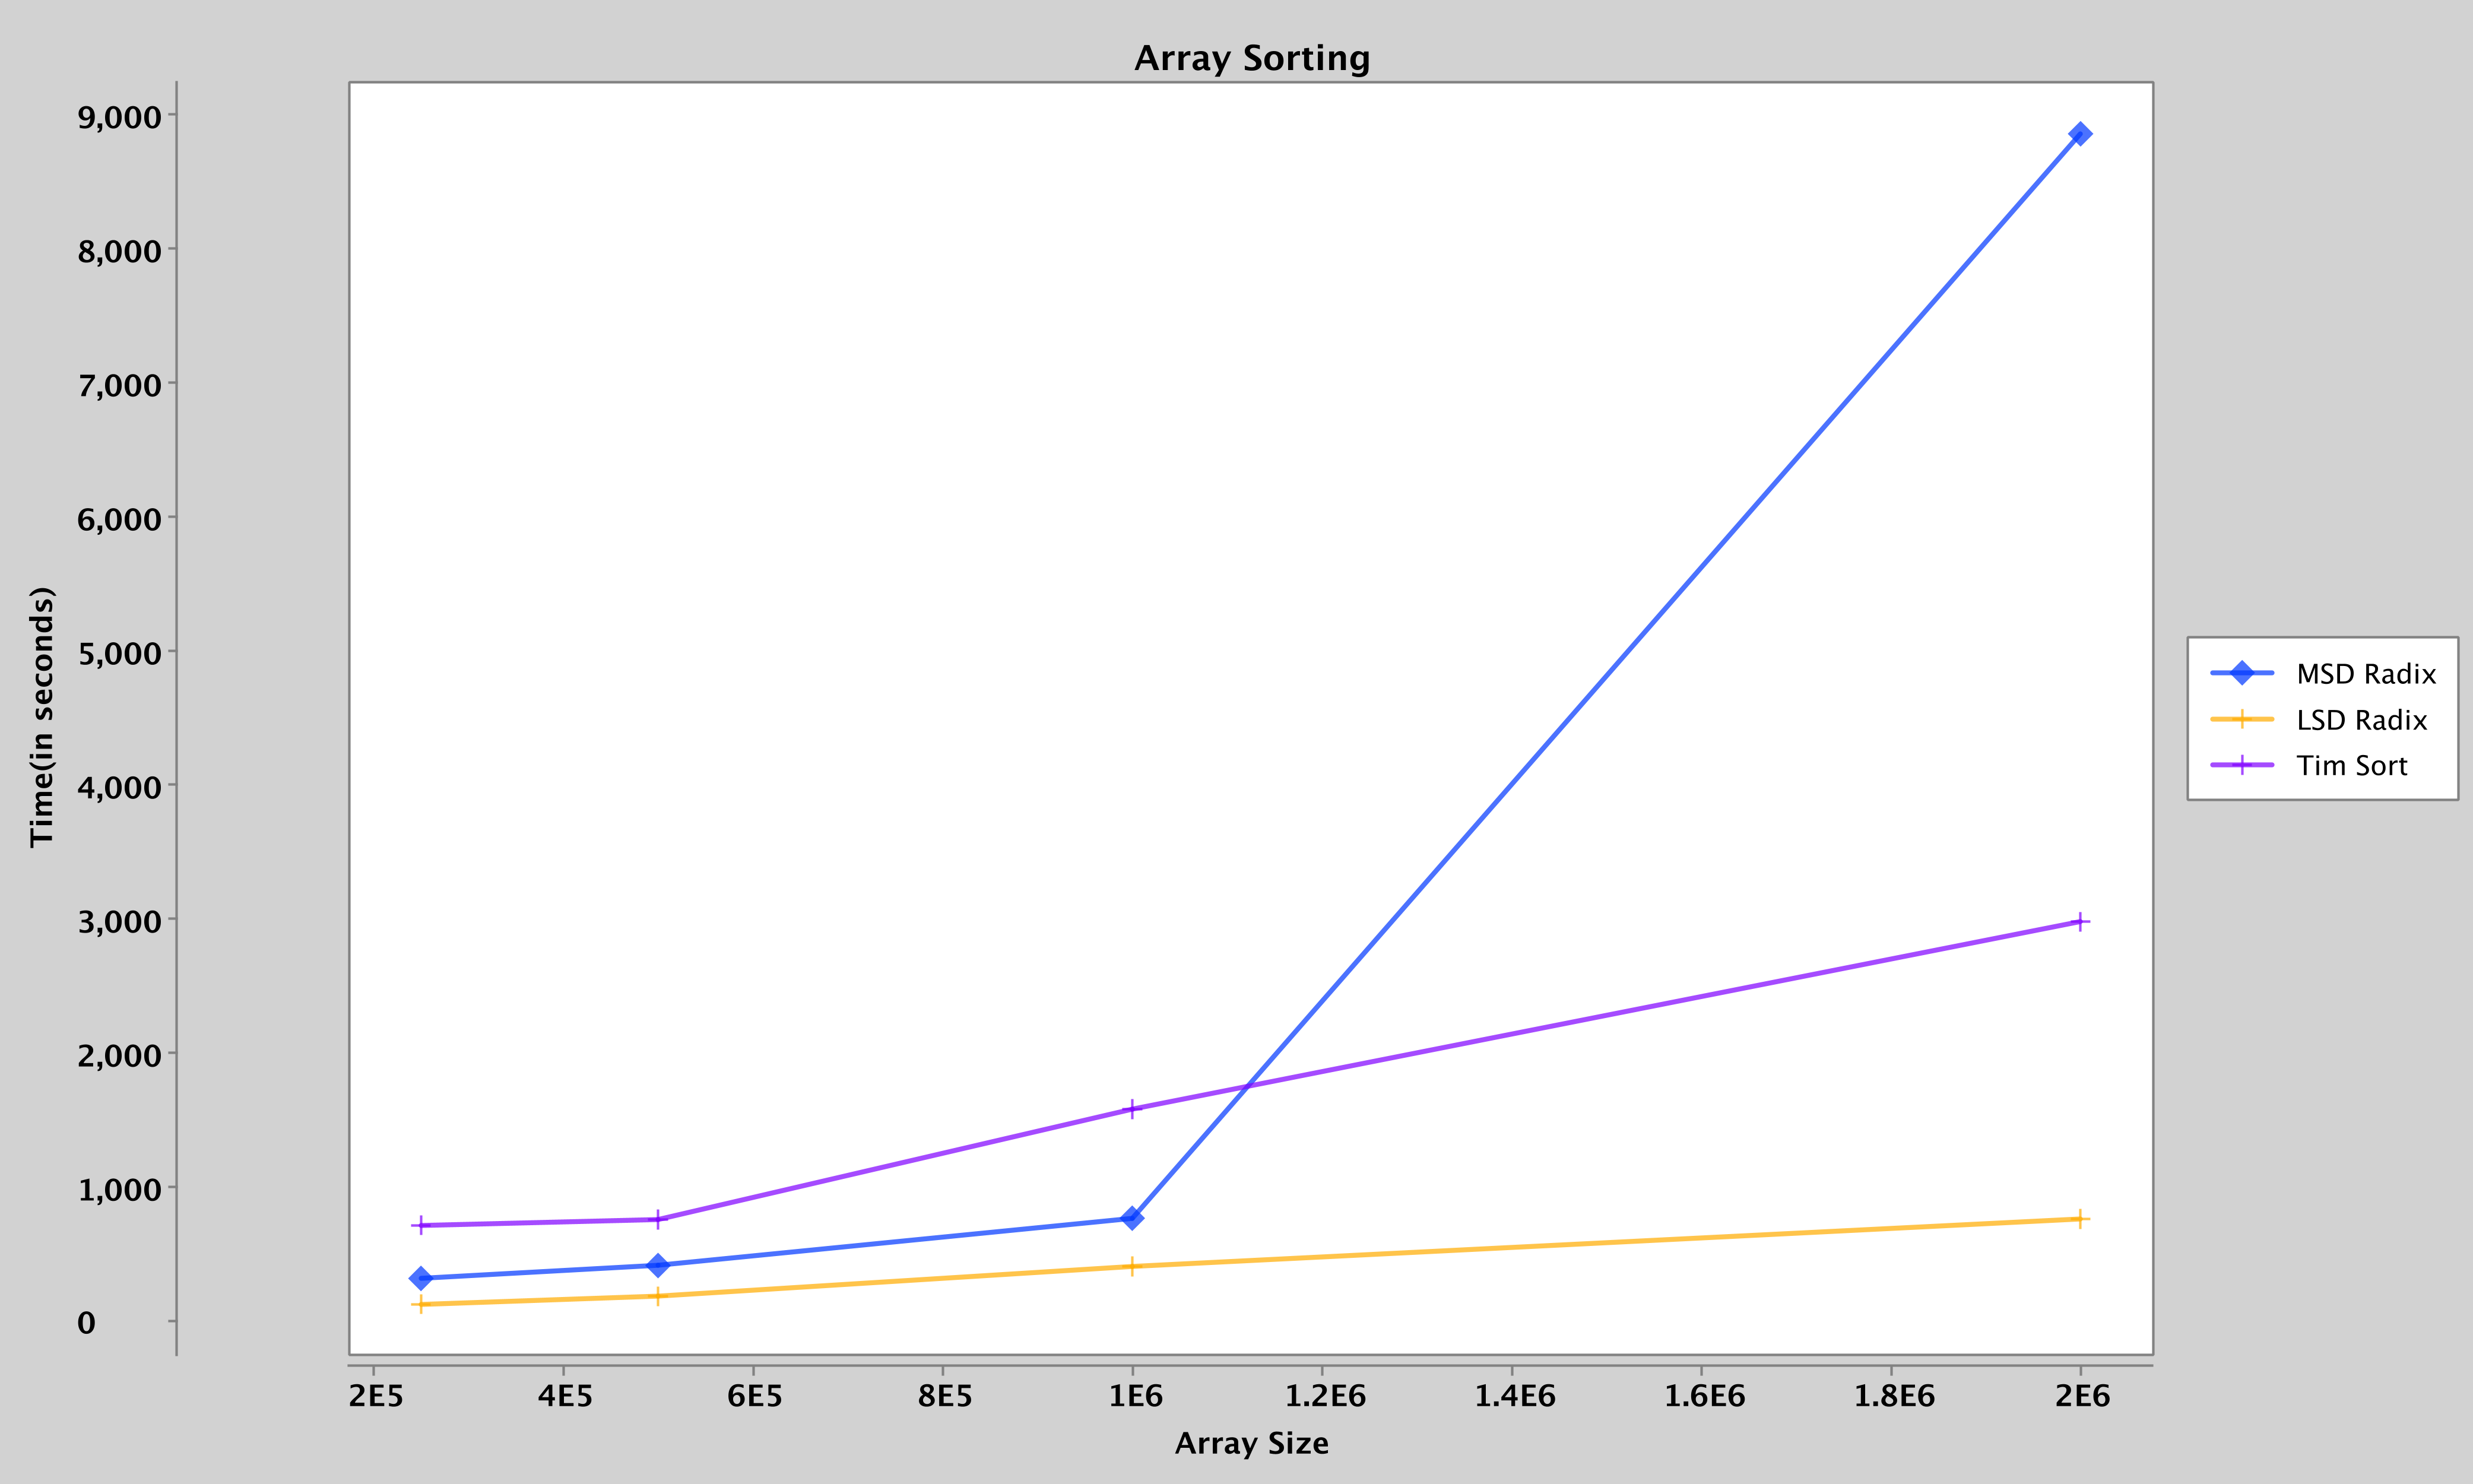 Array Sorting
9,000
8,000
7,000
6,000
5,000
4,000
3,000
2,000
1,000
0
Time(in seconds)
MSD Radix
LSD Radix
Tim Sort
2E5 4E5 6E5 8E5 1E6 1.2E6 1.4E6 1.6E6 1.8E6 2E6
Array Size